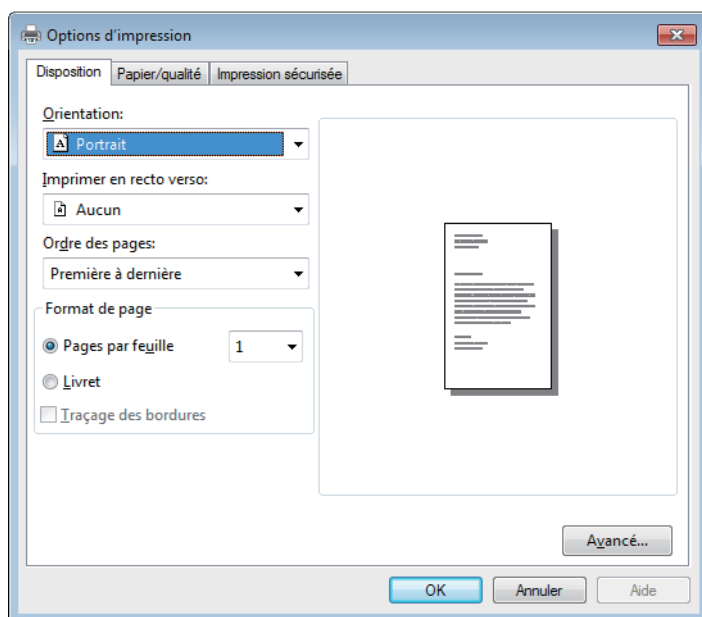 Options d'impression
Disposition Papier/qualité Impression sécurisée
Orientation:
Portrait
Imprimer en recto verso:
Aucun
Ordre des pages:
Première à dernière
Format de page
Pages par feuille 1
Livret
Traçage des bordures
Avancé...
OK Annuler Aide